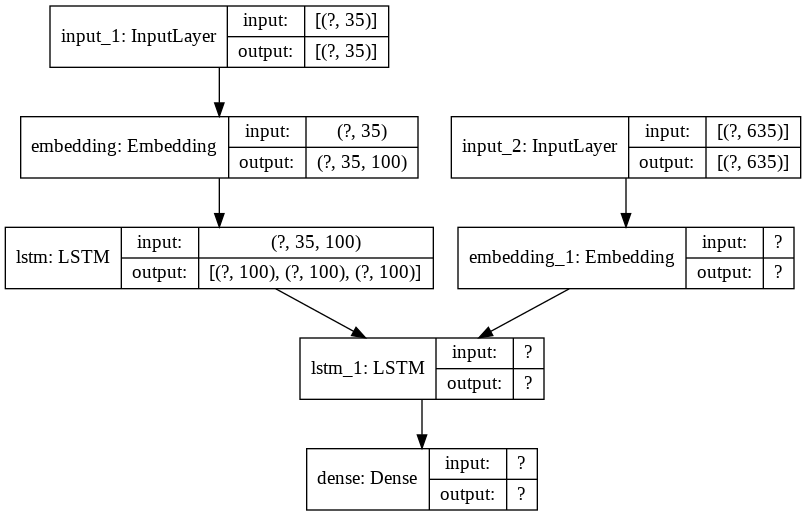 input_1: InputLayer
input:
[(?, 35)]
output:
[(?, 35)]
embedding: Embedding
input:
(?, 35)
output:
(?, 35, 100)
input_2: InputLayer
input:
[(?, 635)]
output:
[(?, 635)]
lstm: LSTM
input:
(?, 35, 100)
output:
[(?, 100), (?, 100), (?, 100)]
embedding_1: Embedding
input:
?
output:
?
lstm_1: LSTM
input:
?
output:
?
dense: Dense
input:
?
output:
?